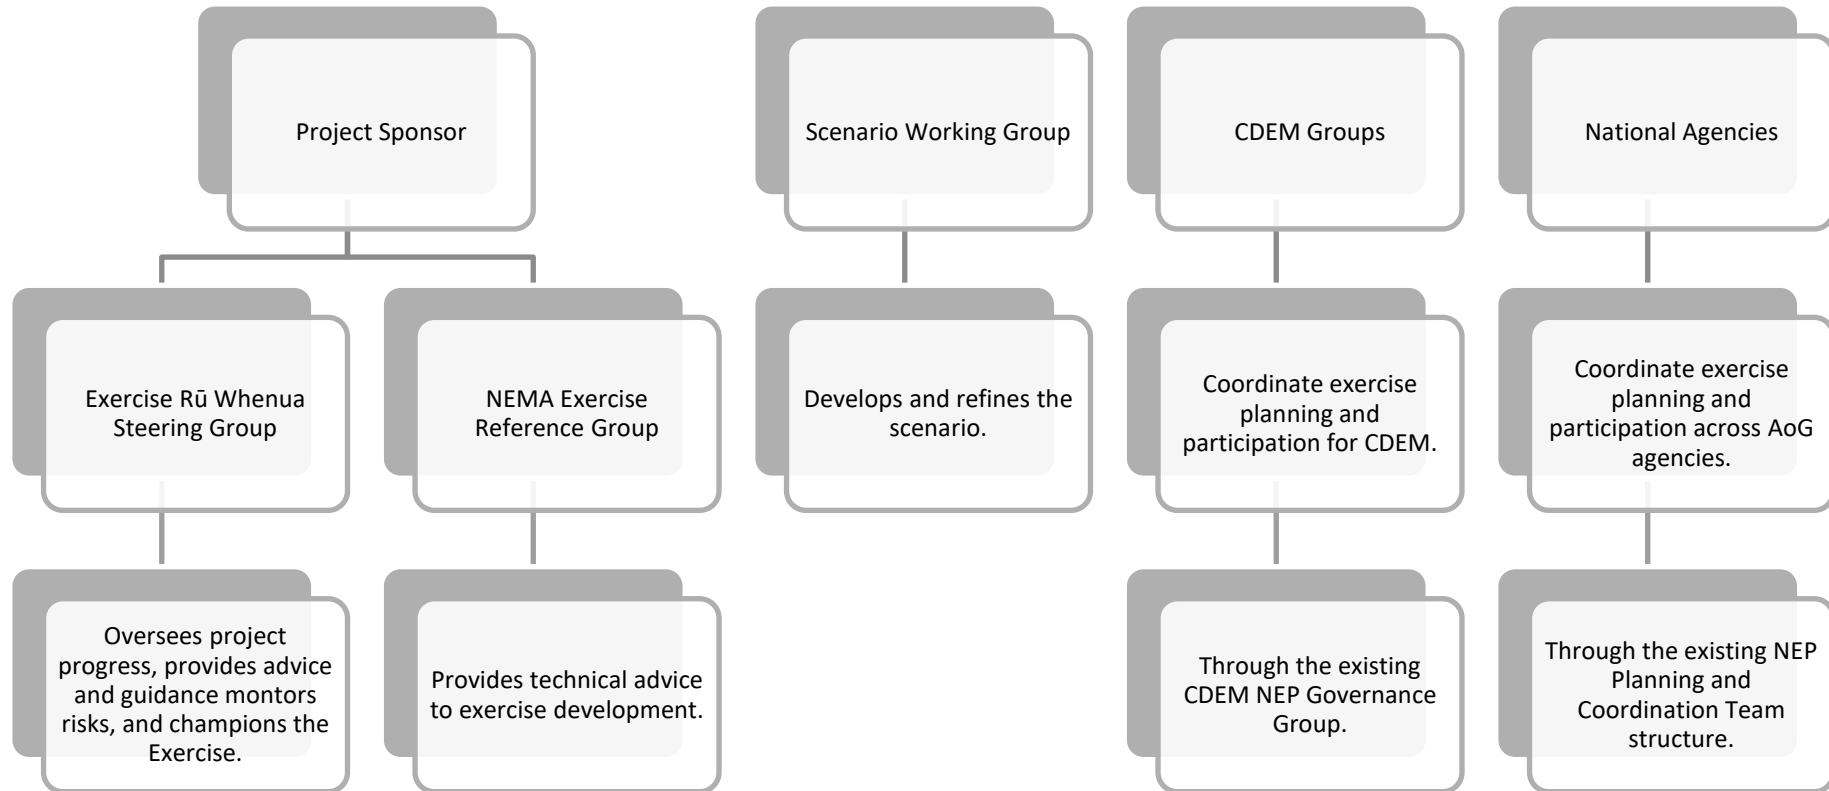 Project Sponsor
Scenario Working Group
CDEM Groups
National Agencies
Exercise Rū Whenua
Steering Group
NEMA Exercise
Reference Group
Develops and refines the
scenario.
Coordinate exercise
planning and
participation for CDEM.
Coordinate exercise
planning and
participation across AoG
agencies.
Oversees project
progress, provides advice
and guidance montors
risks, and champions the
Exercise.
Provides technical advice
to exercise development.
Through the existing
CDEM NEP Governance
Group.
Through the existing NEP
Planning and
Coordination Team
structure.